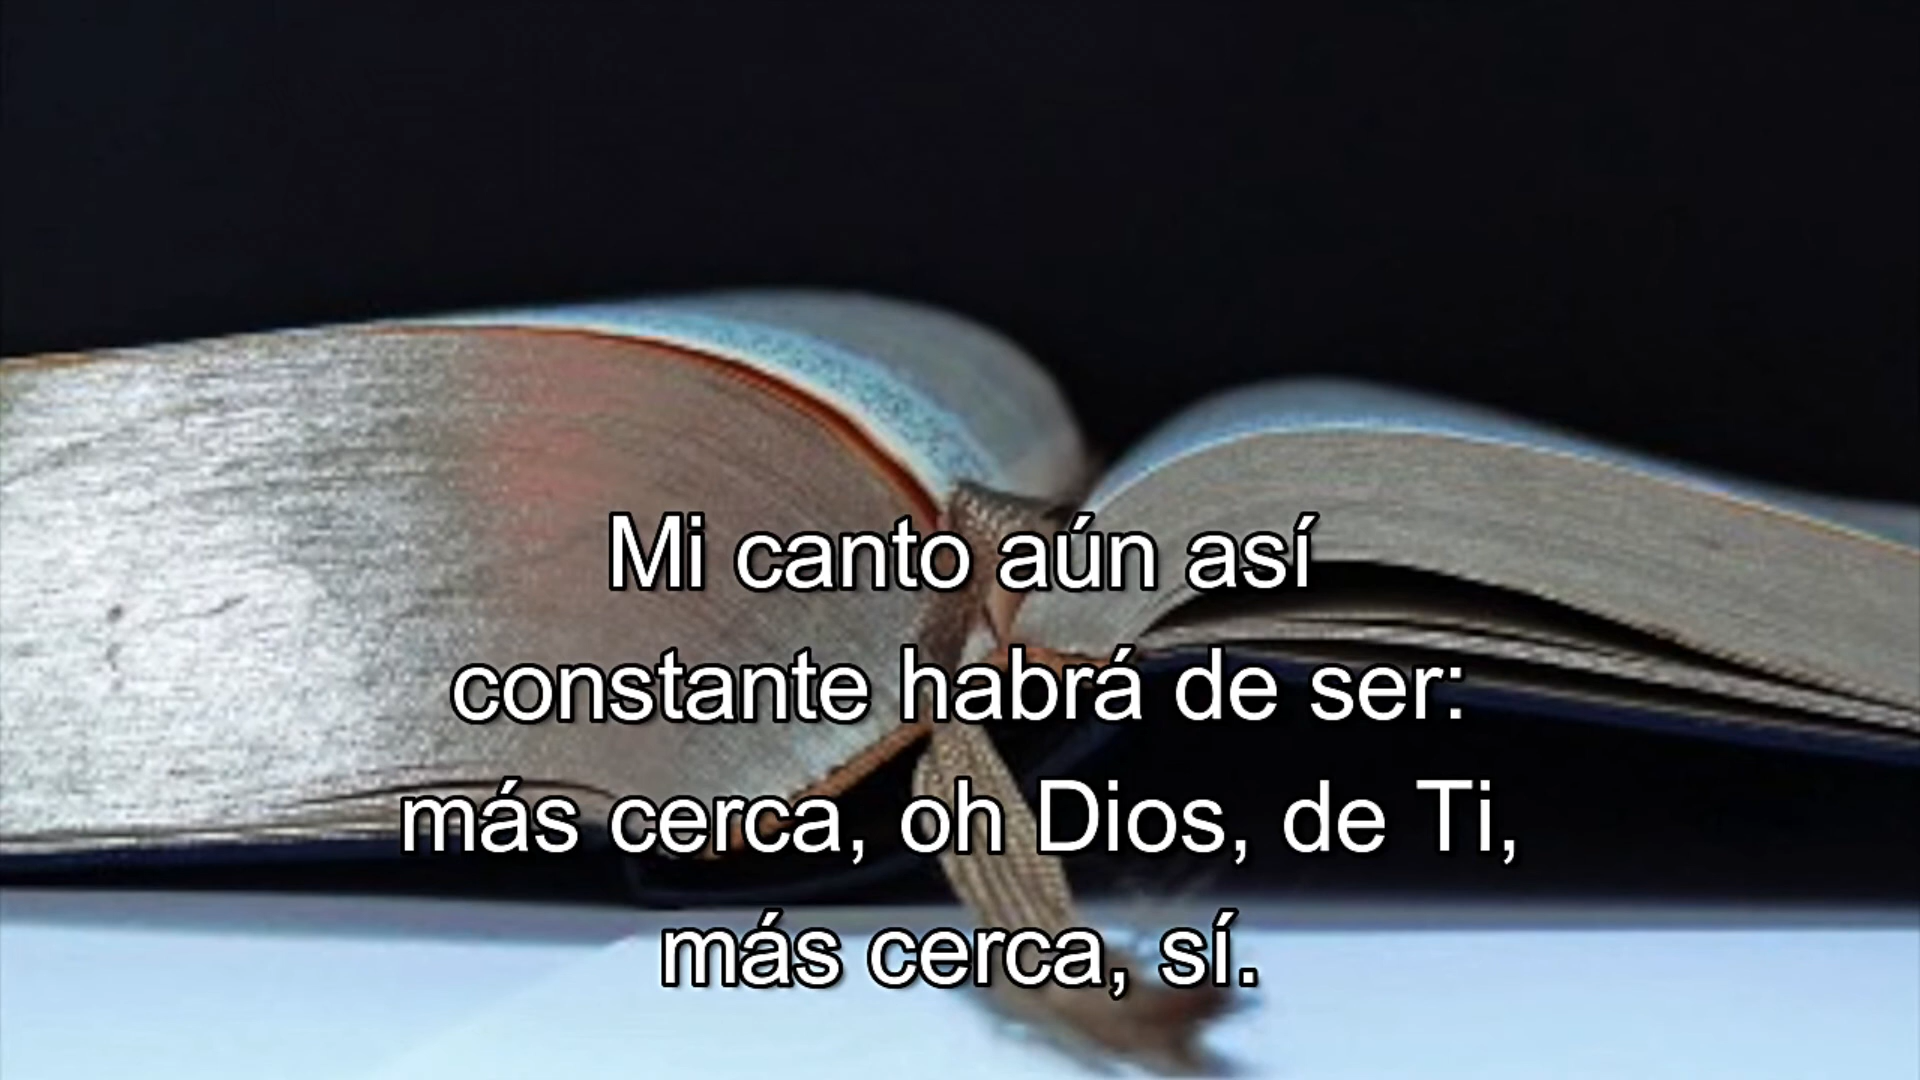 Mi canto aún así
constante habrá de ser:
más cerca, oh Dios, de Ti,
más cerca, sí.